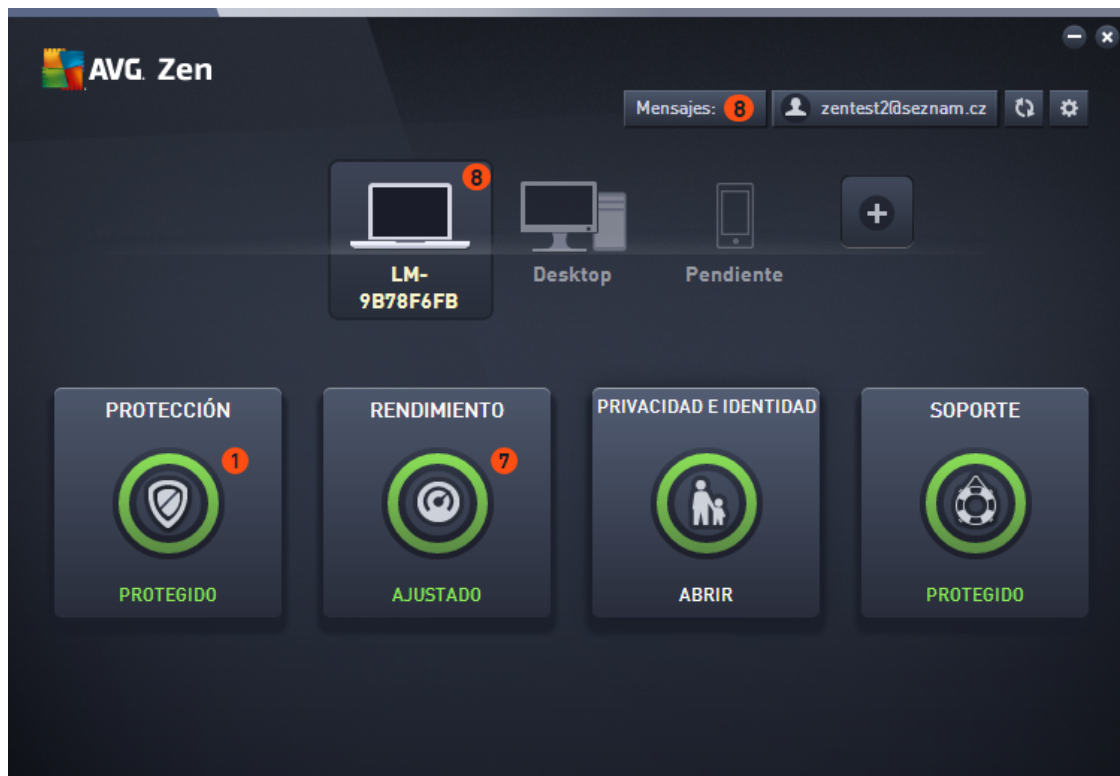 AVG. Zen
Mensajes: 8
zentest2@seznam.cz
8
LM-
9B78F6FB
Desktop
Pendiente
PROTECCIÓN
1
PROTEGIDO
RENDIMIENTO
7
AJUSTADO
PRIVACIDAD E IDENTIDAD
ABRIR
SOPORTE
PROTEGIDO